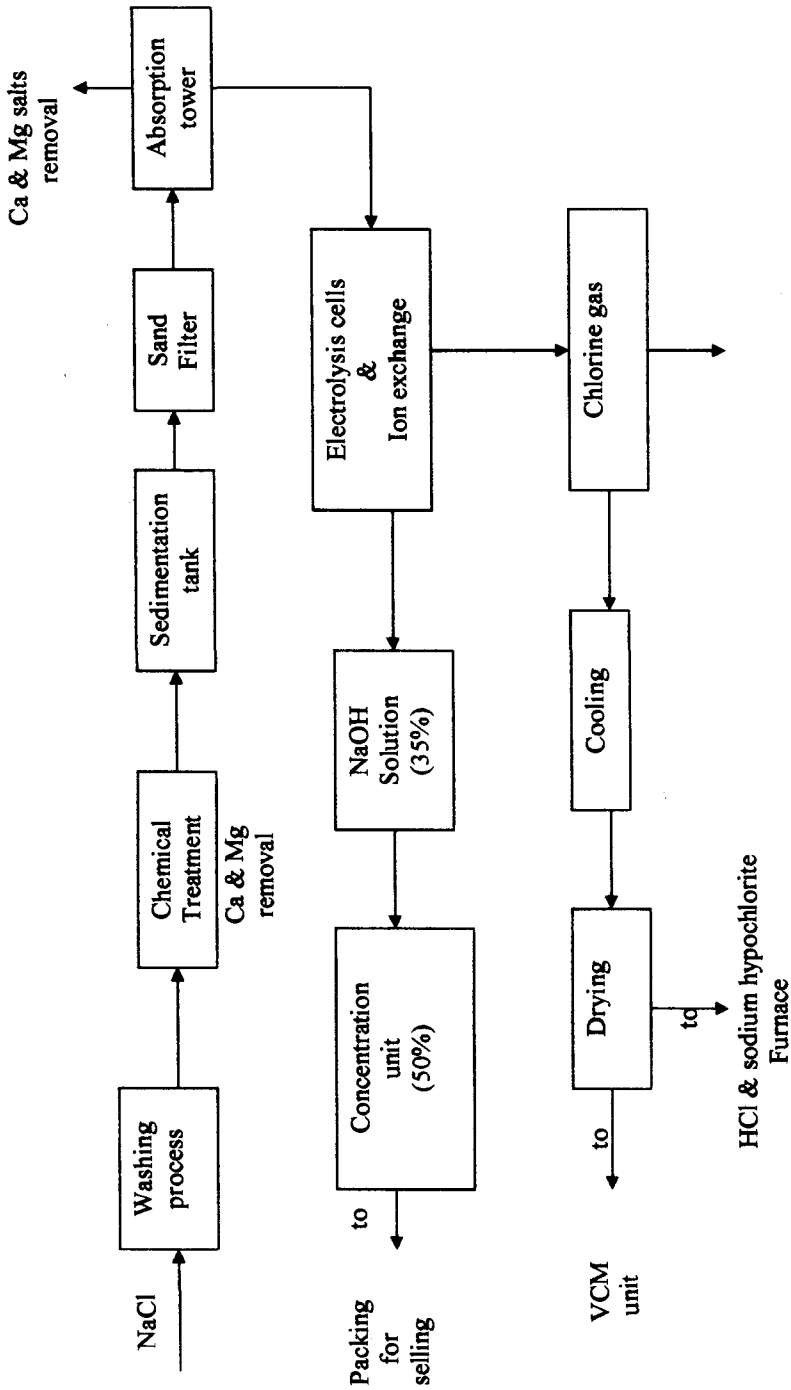 NaCl
Washing
process
Chemical
Treatment
Ca & Mg
removal
Sedimentation
tank
Sand
Filter
Absorption
tower
Ca & Mg salts
removal
Electrolysis cells
&
Ion exchange
NaOH
Solution
(35%)
Concentration
unit
(50%)
to
Packing
for
selling
Chlorine gas
Cooling
Drying
to
VCM
unit
to
HCl & sodium hypochlorite
Furnace